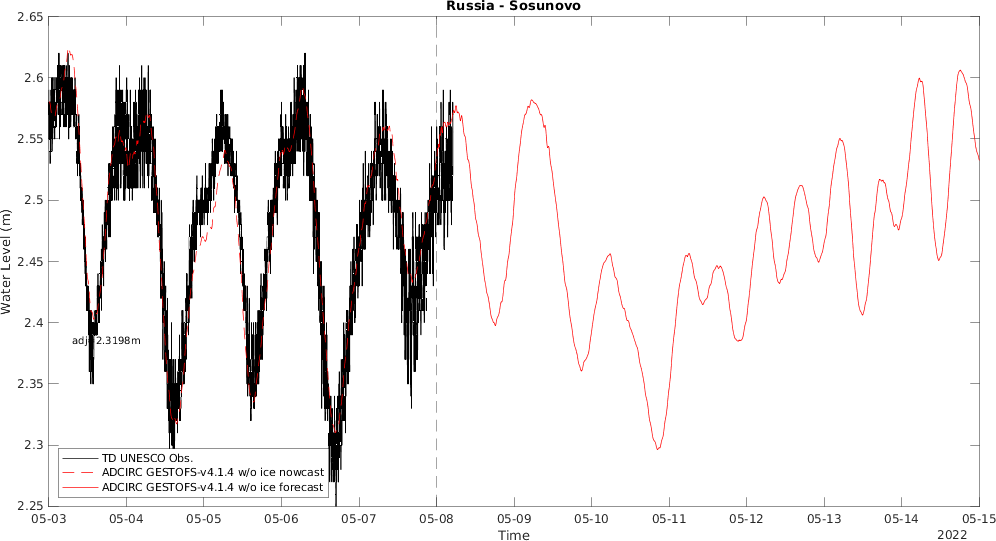 Russia - Sosunovo
2.65
2.6
2.55
2.5
2.45
2.4
2.35
2.3
2.25
Water Level (m)
adj: 2.3198m
TD UNESCO Obs.
ADCIRC GESTOFS-v4.1.4 w/o ice nowcast
ADCIRC GESTOFS-v4.1.4 w/o ice forecast
05-03 05-04 05-05 05-06 05-07 05-08 05-09 05-10 05-11 05-12 05-13 05-14 05-15
Time
2022